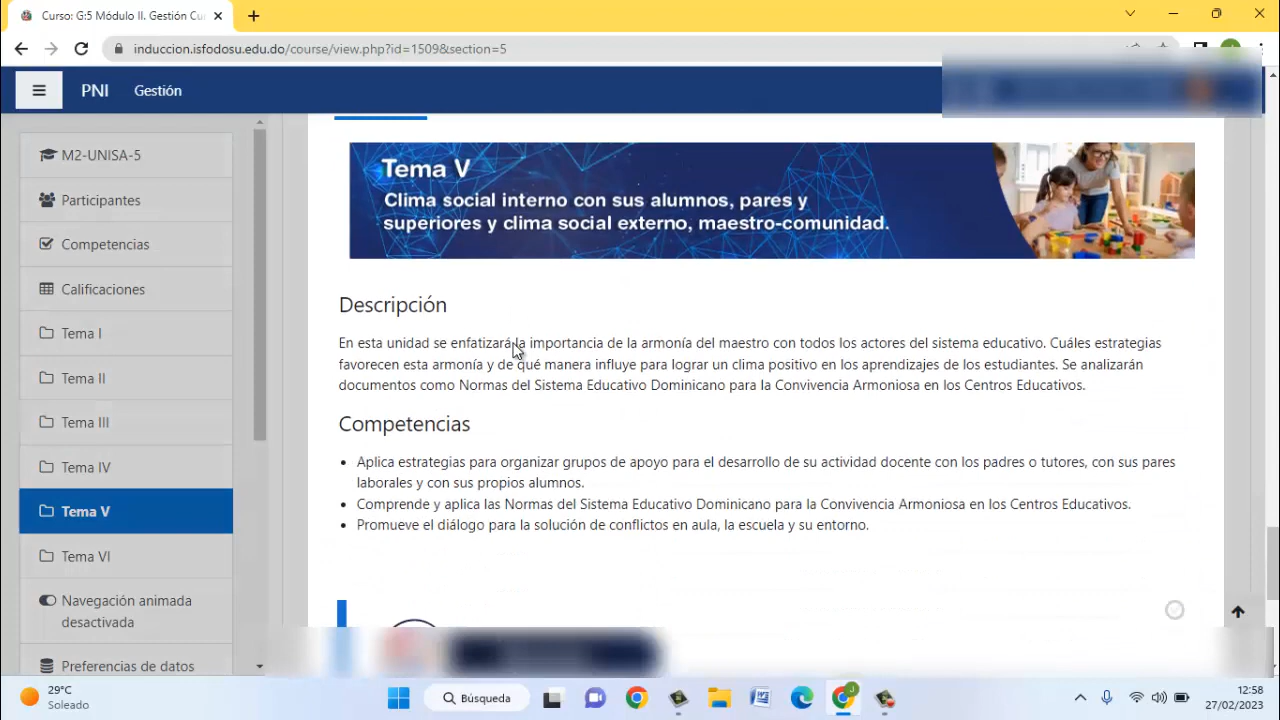 Curso: G:5 Módulo II. Gestión Cu
induccion.isfodosu.edu.do/course/view.php?id=1509&section=5
PNI Gestión
M2-UNISA-5
Participantes
Competencias
Calificaciones
Tema I
Tema II
Tema III
Tema IV
Tema V
Tema VI
Navegación animada
desactivada
Preferencias de datos
Tema V
Clima social interno con sus alumnos, pares y
superiores y clima social externo, maestro-comunidad.
Descripción
En esta unidad se enfatizará la importancia de la armonía del maestro con todos los actores del sistema educativo. Cuáles estrategias
favorecen esta armonía y de qué manera influye para lograr un clima positivo en los aprendizajes de los estudiantes. Se analizarán
documentos como Normas del Sistema Educativo Dominicano para la Convivencia Armoniosa en los Centros Educativos.
Competencias
• Aplica estrategias para organizar grupos de apoyo para el desarrollo de su actividad docente con los padres o tutores, con sus pares
laborales y con sus propios alumnos.
• Comprende y aplica las Normas del Sistema Educativo Dominicano para la Convivencia Armoniosa en los Centros Educativos.
• Promueve el diálogo para la solución de conflictos en aula, la escuela y su entorno.
29°C
Soleado
Búsqueda
12:58
27/02/2023